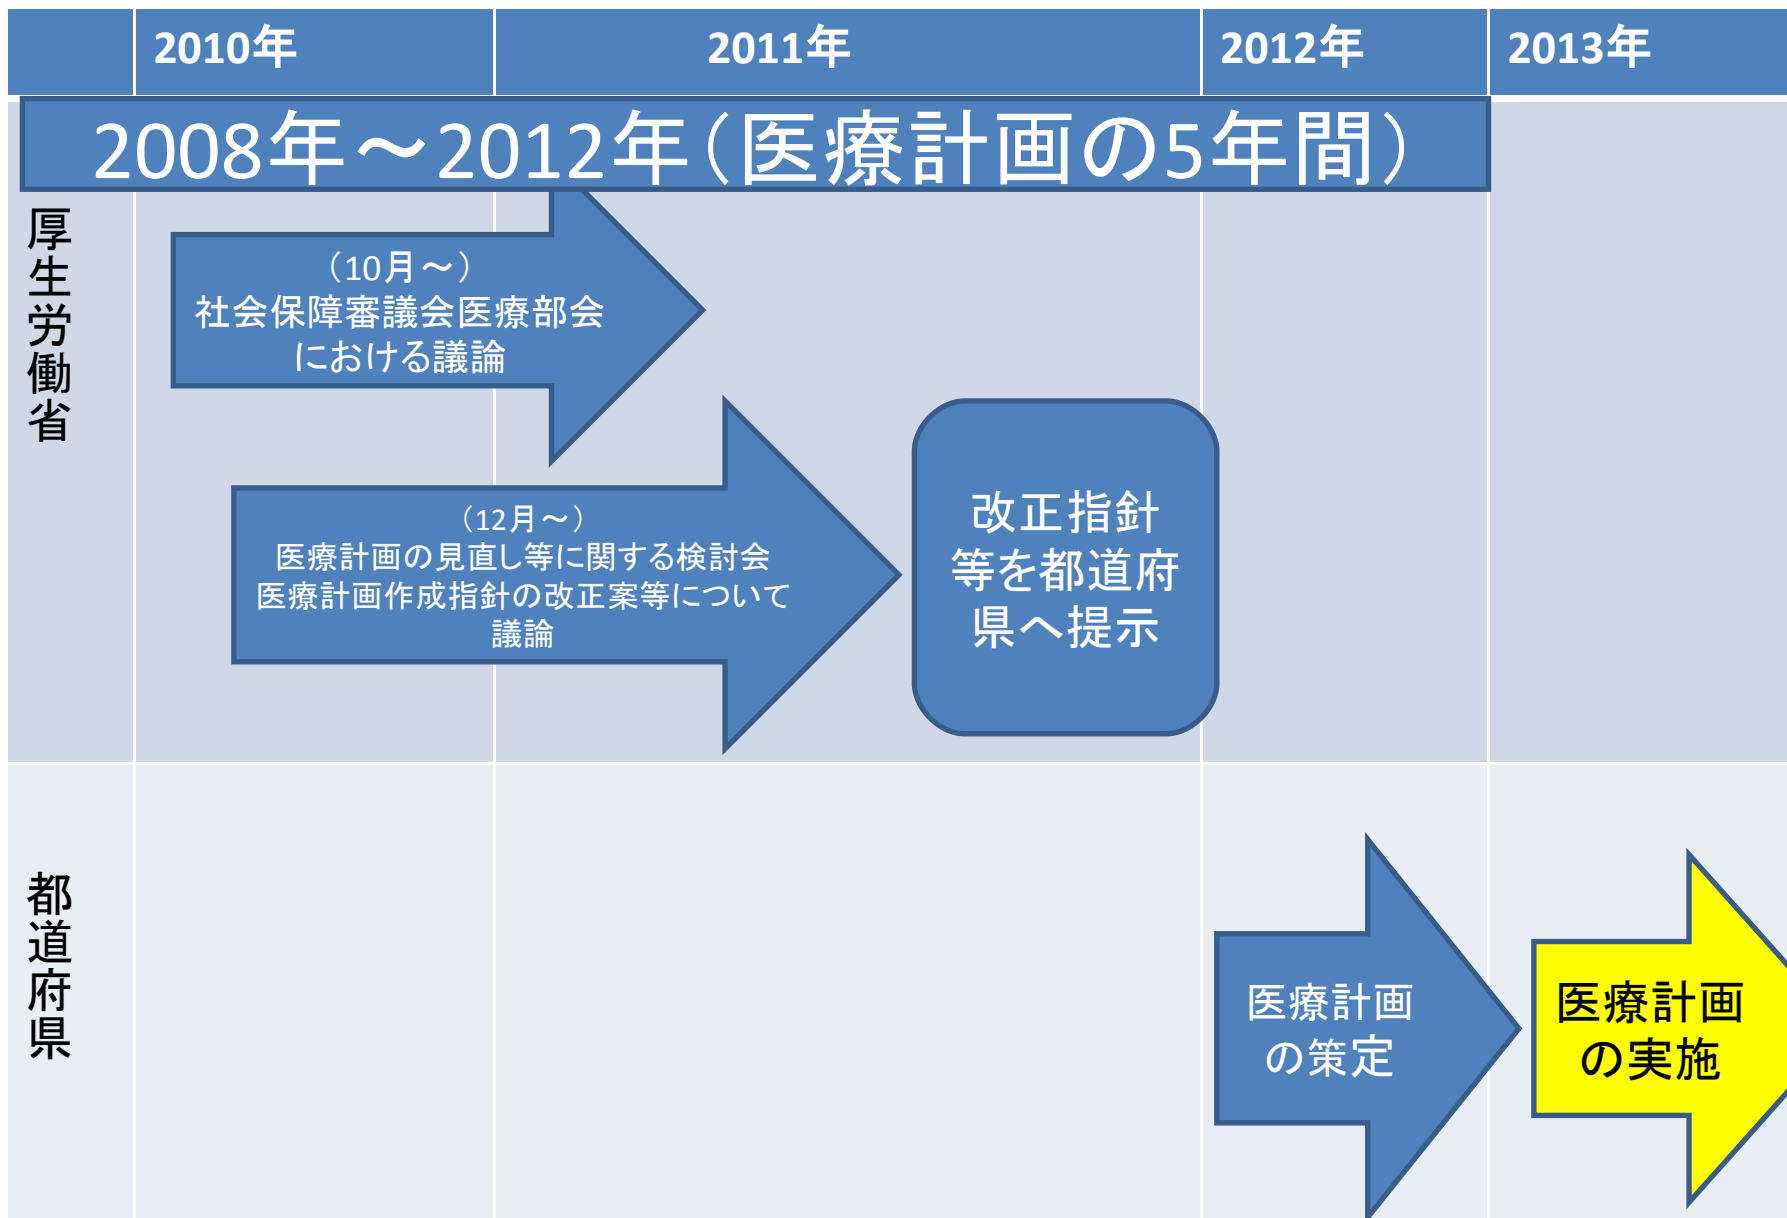 2010年
2011年
2012年
2013年
2008年～2012年（医療計画の5年間）
厚生労働省
（10月～）
社会保障審議会医療部会
における議論
（12月～）
医療計画の見直し等に関する検討会
医療計画作成指針の改正案等について
議論
改正指針
等を都道府
県へ提示
都道府県
医療計画
の策定
医療計画
の実施